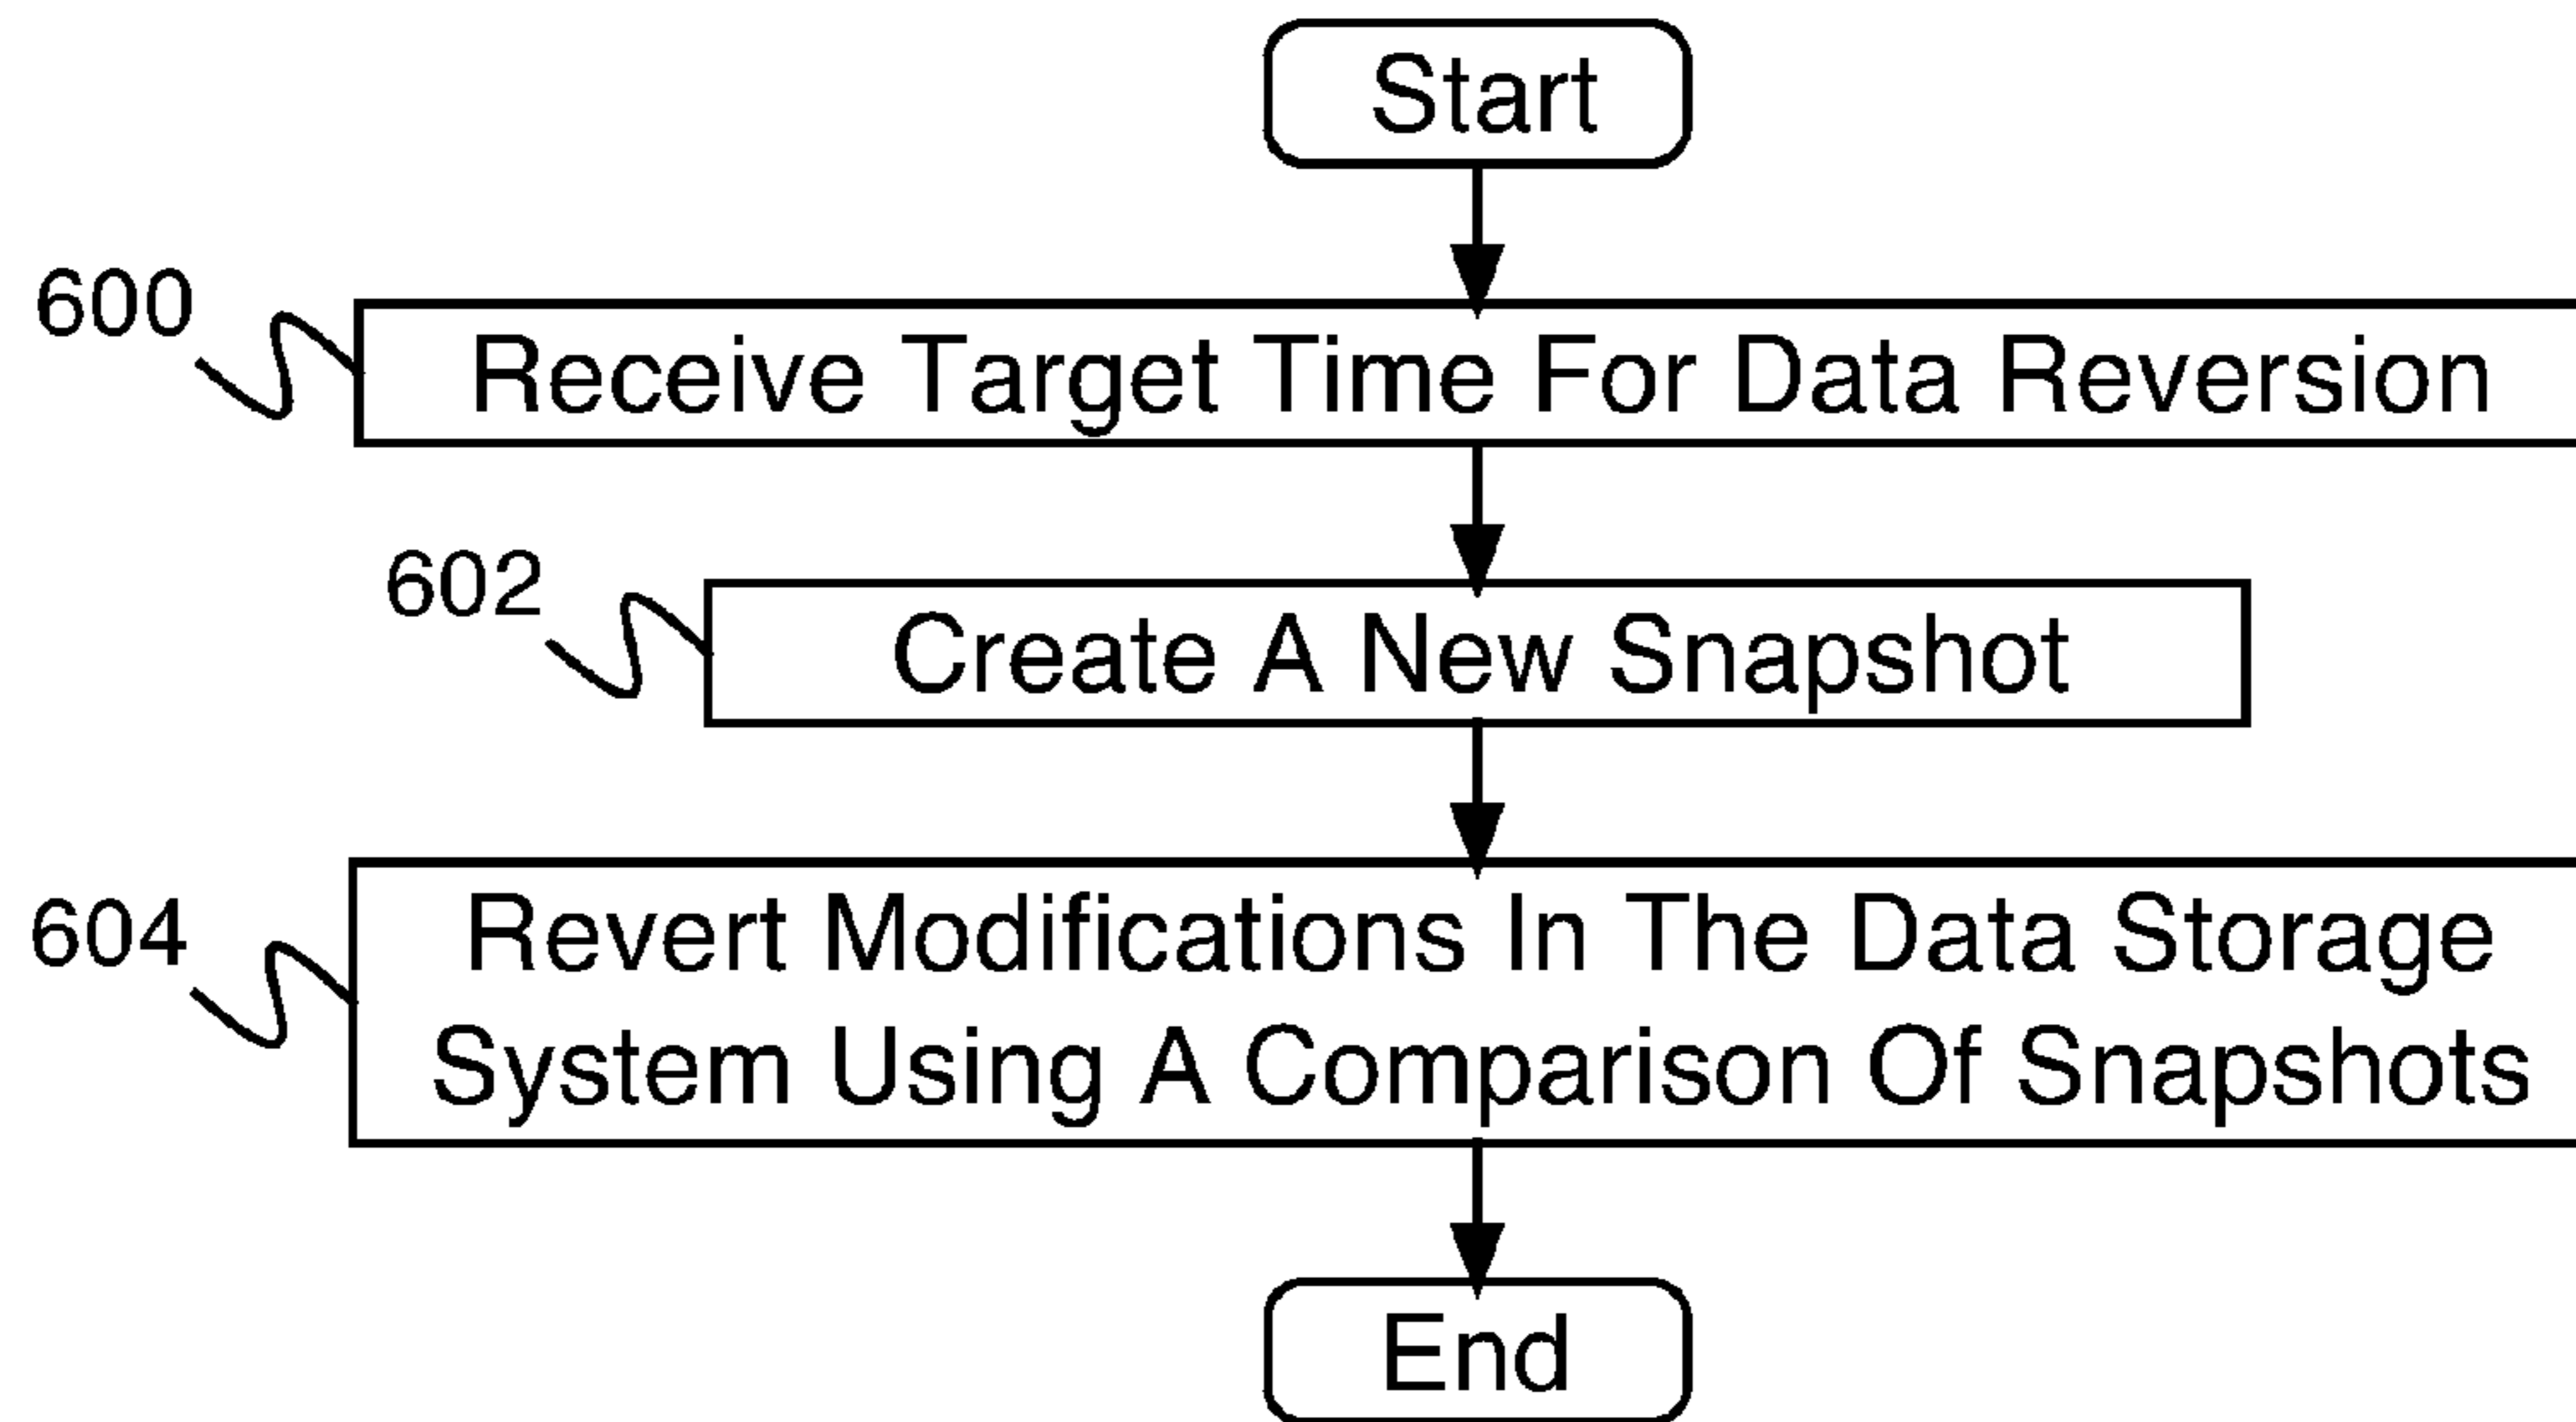 Start
600
Receive Target Time For Data Reversion
602
Create A New Snapshot
604
Revert Modifications In The Data Storage
System Using A Comparison Of Snapshots
End